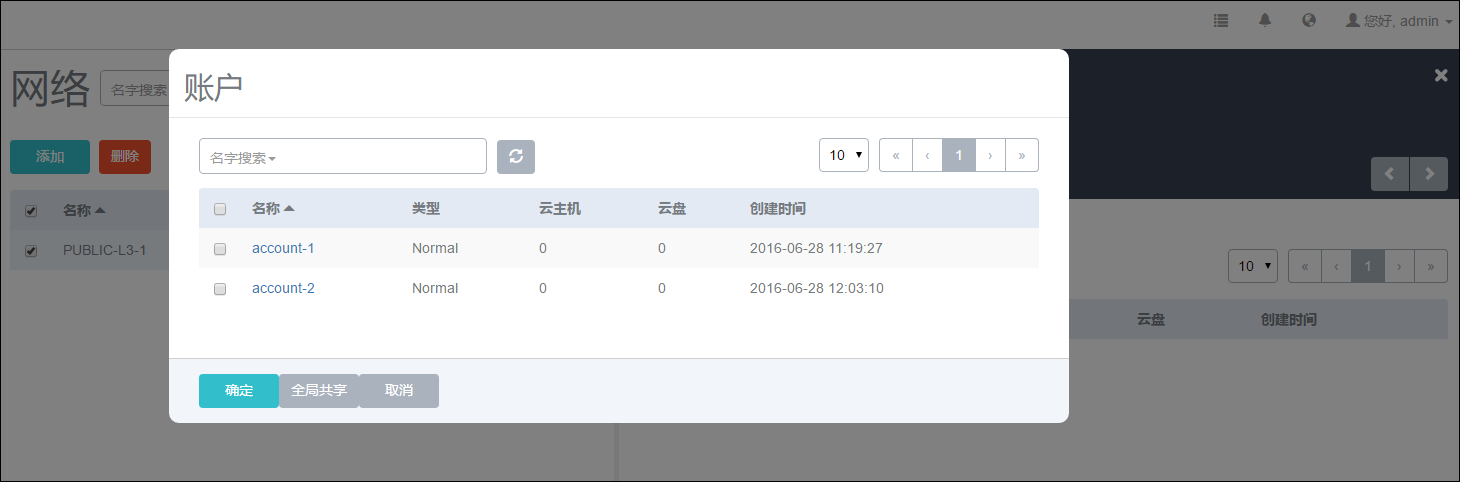 您好, admin
网络 名字搜索
添加 删除
名称
PUBLIC-L3-1
账户
名字搜索
10 « ‹ 1 › »
名称 类型 云主机 云盘 创建时间
account-1 Normal 0 0 2016-06-28 11:19:27
account-2 Normal 0 0 2016-06-28 12:03:10
确定 全局共享 取消
10 « ‹ 1 › »
云盘 创建时间